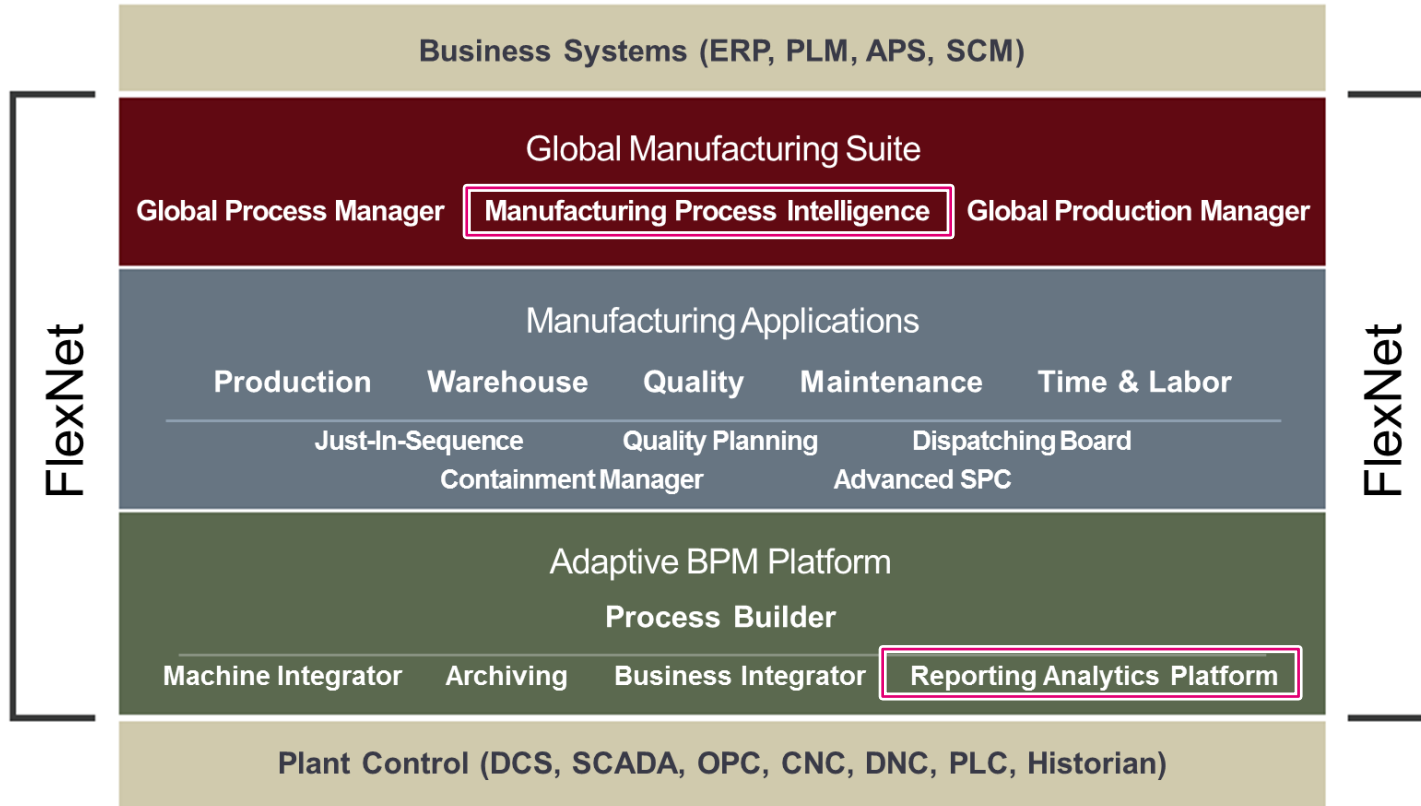 Business Systems (ERP, PLM, APS, SCM)
FlexNet
Global Manufacturing Suite
Global Process Manager Manufacturing Process Intelligence Global Production Manager
Manufacturing Applications
Production Warehouse Quality Maintenance Time & Labor
Just-In-Sequence Quality Planning Dispatching Board
Containment Manager Advanced SPC
Adaptive BPM Platform
Process Builder
Machine Integrator Archiving Business Integrator Reporting Analytics Platform
FlexNet
Plant Control (DCS, SCADA, OPC, CNC, DNC, PLC, Historian)